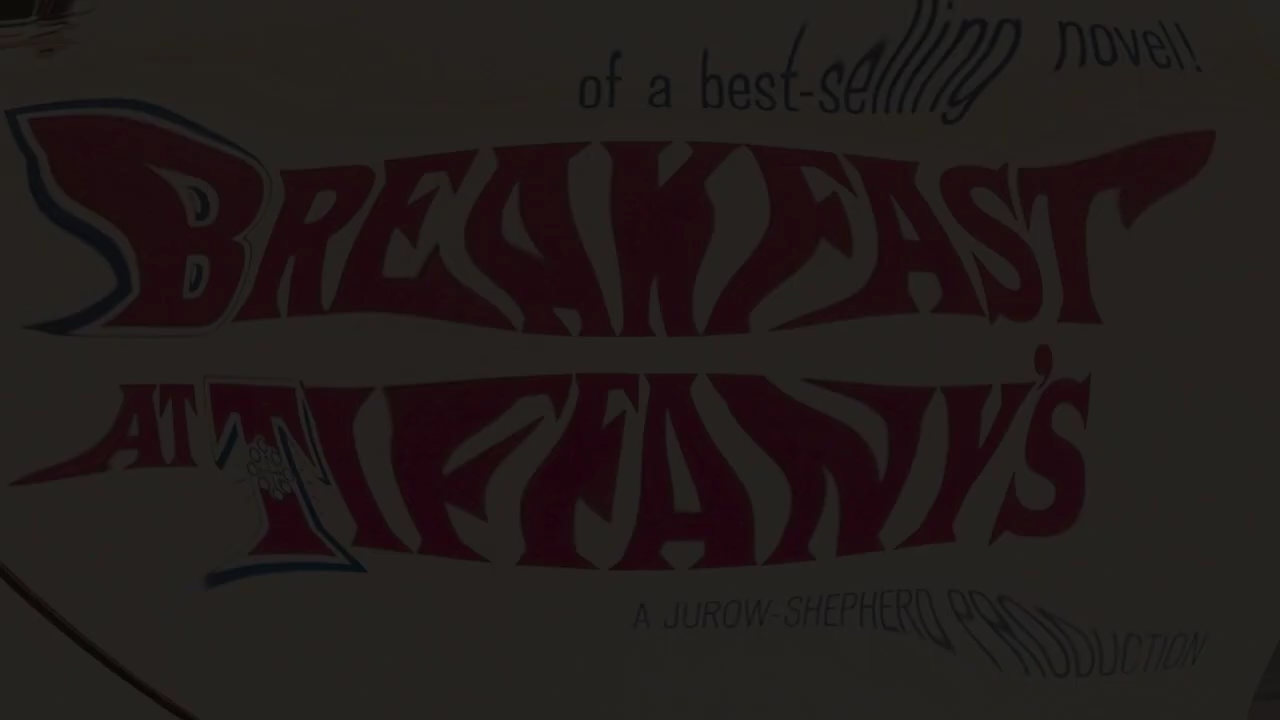 of a best-selling novel!
BREAKFAST
AT TIFFANY'S
A JUROW-SHEPHERD PRODUCTION